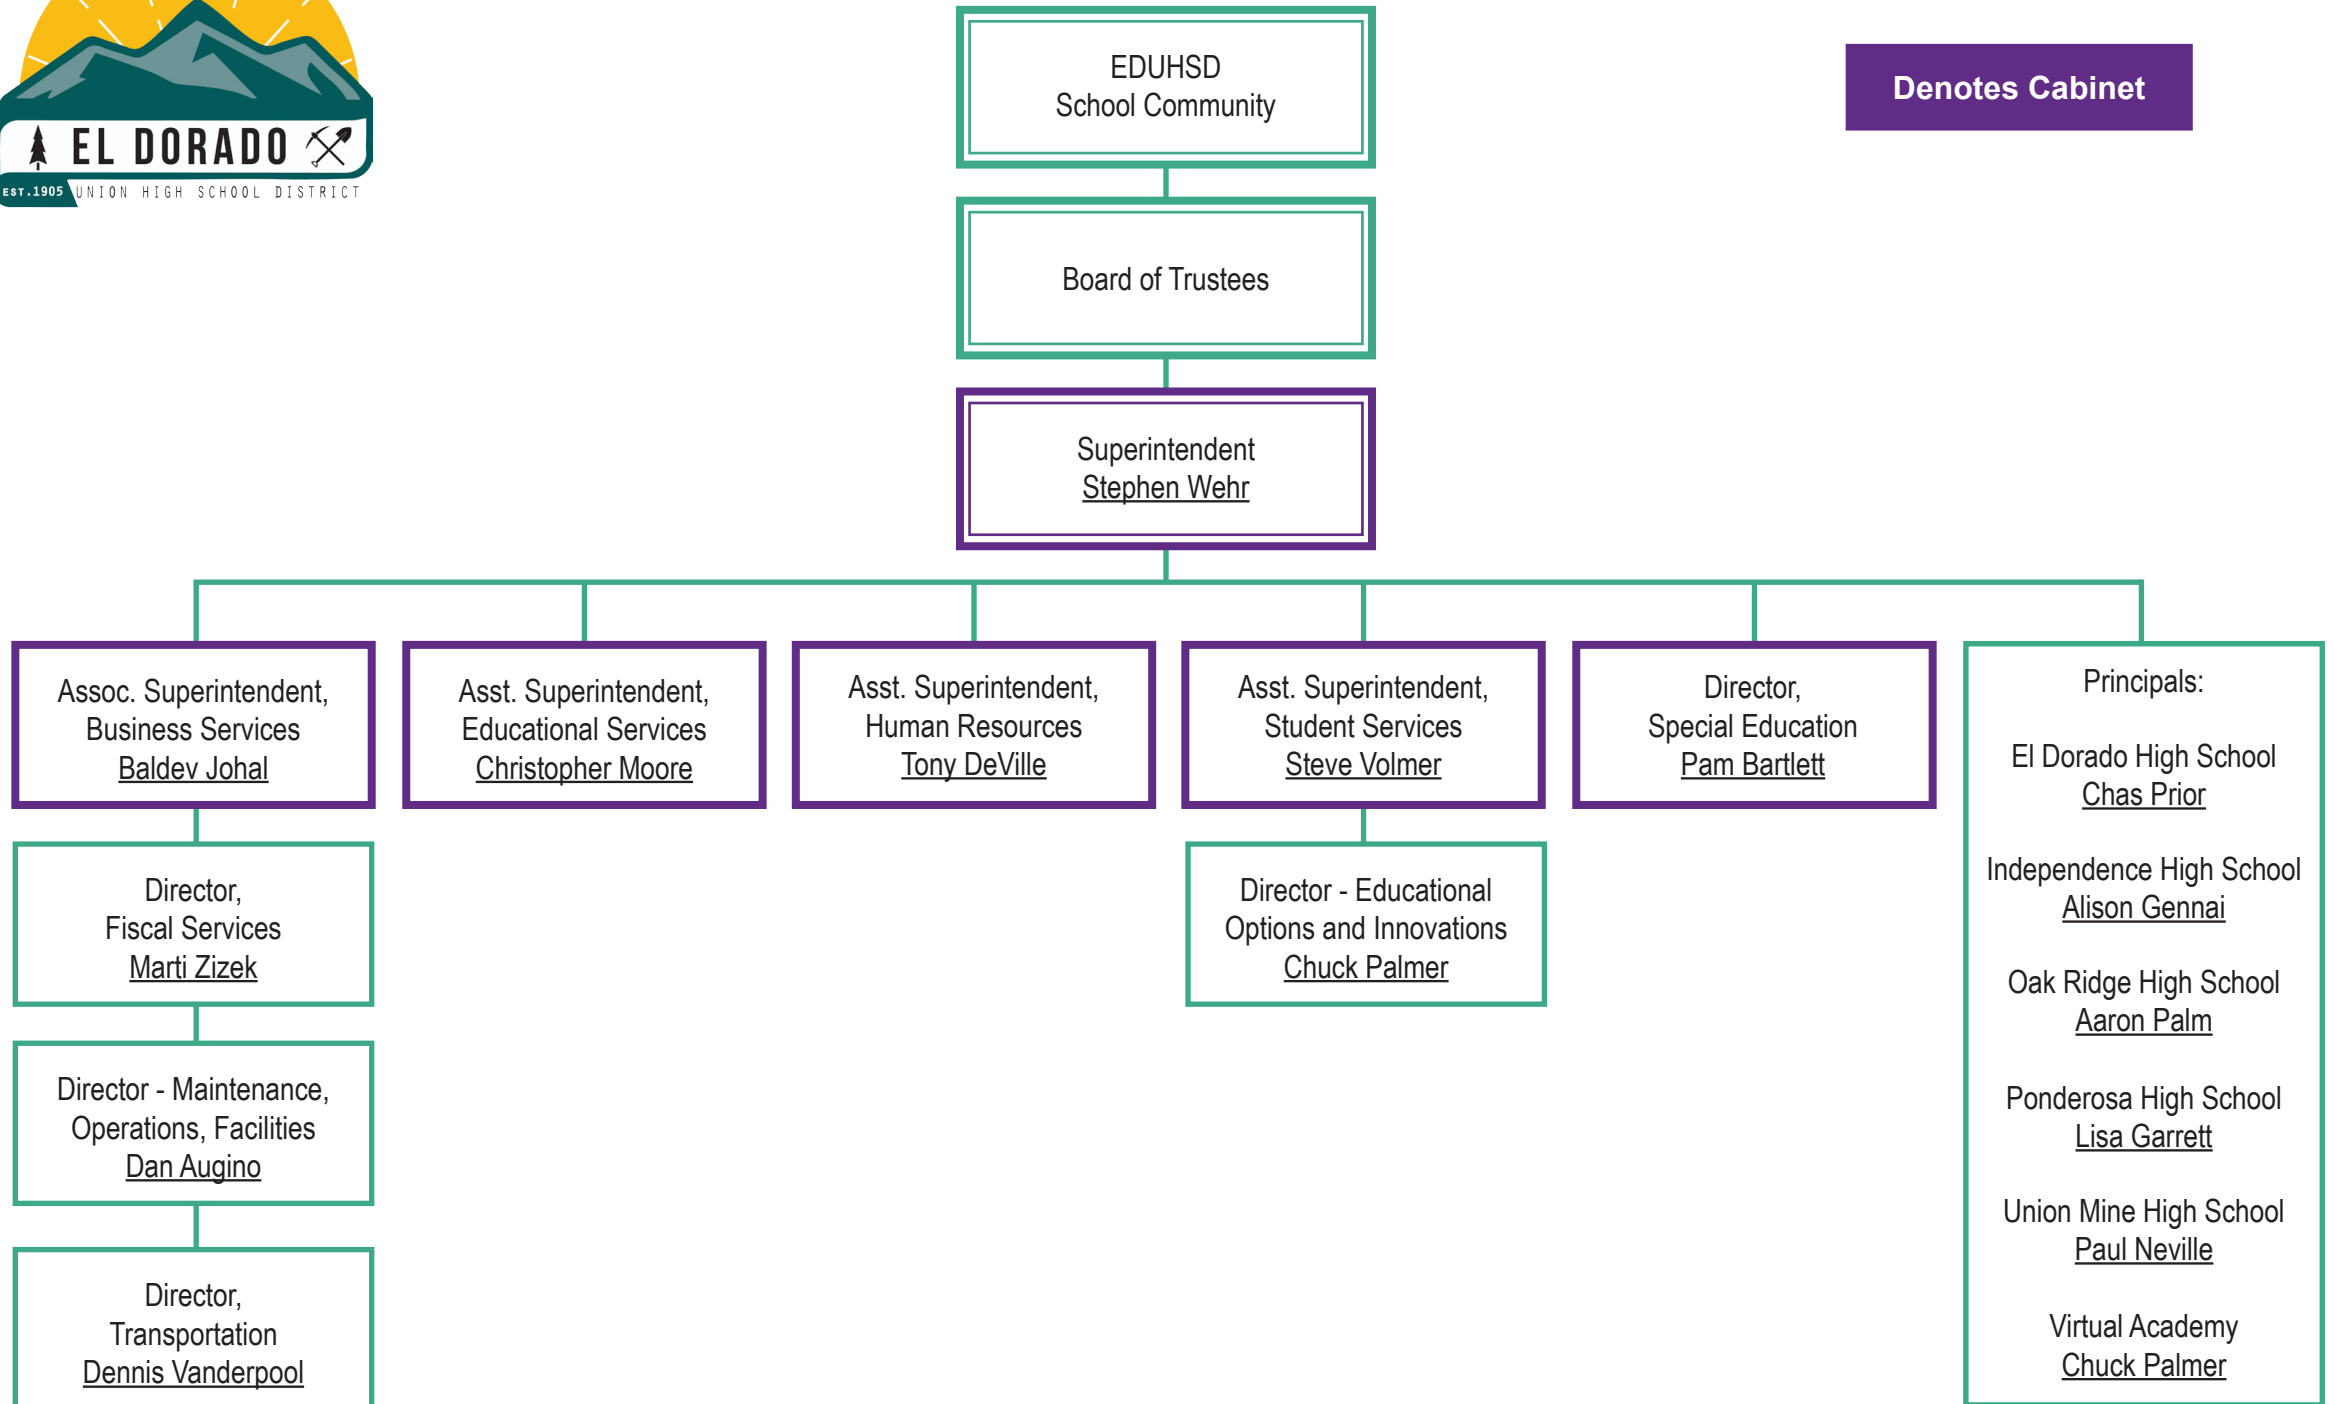 EL DORADO
EST.1905 UNION HIGH SCHOOL DISTRICT
EDUHSD
School Community
Denotes Cabinet
Board of Trustees
Superintendent
Stephen Wehr
Assoc. Superintendent,
Business Services
Baldev Johal
Asst. Superintendent,
Educational Services
Christopher Moore
Asst. Superintendent,
Human Resources
Tony DeVille
Asst. Superintendent,
Student Services
Steve Volmer
Director,
Special Education
Pam Bartlett
Principals:
El Dorado High School
Chas Prior
Independence High School
Alison Gennai
Oak Ridge High School
Aaron Palm
Ponderosa High School
Lisa Garrett
Union Mine High School
Paul Neville
Virtual Academy
Chuck Palmer
Director,
Fiscal Services
Marti Zizek
Director - Educational
Options and Innovations
Chuck Palmer
Director - Maintenance,
Operations, Facilities
Dan Augino
Director,
Transportation
Dennis Vanderpool